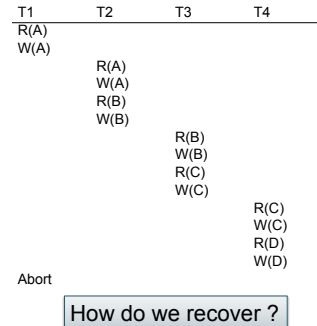 T1 T2 T3 T4
R(A)
W(A)
R(A)
W(A)
R(B)
W(B)
R(B)
W(B)
R(C)
W(C)
R(C)
W(C)
R(D)
W(D)
Abort
How do we recover ?